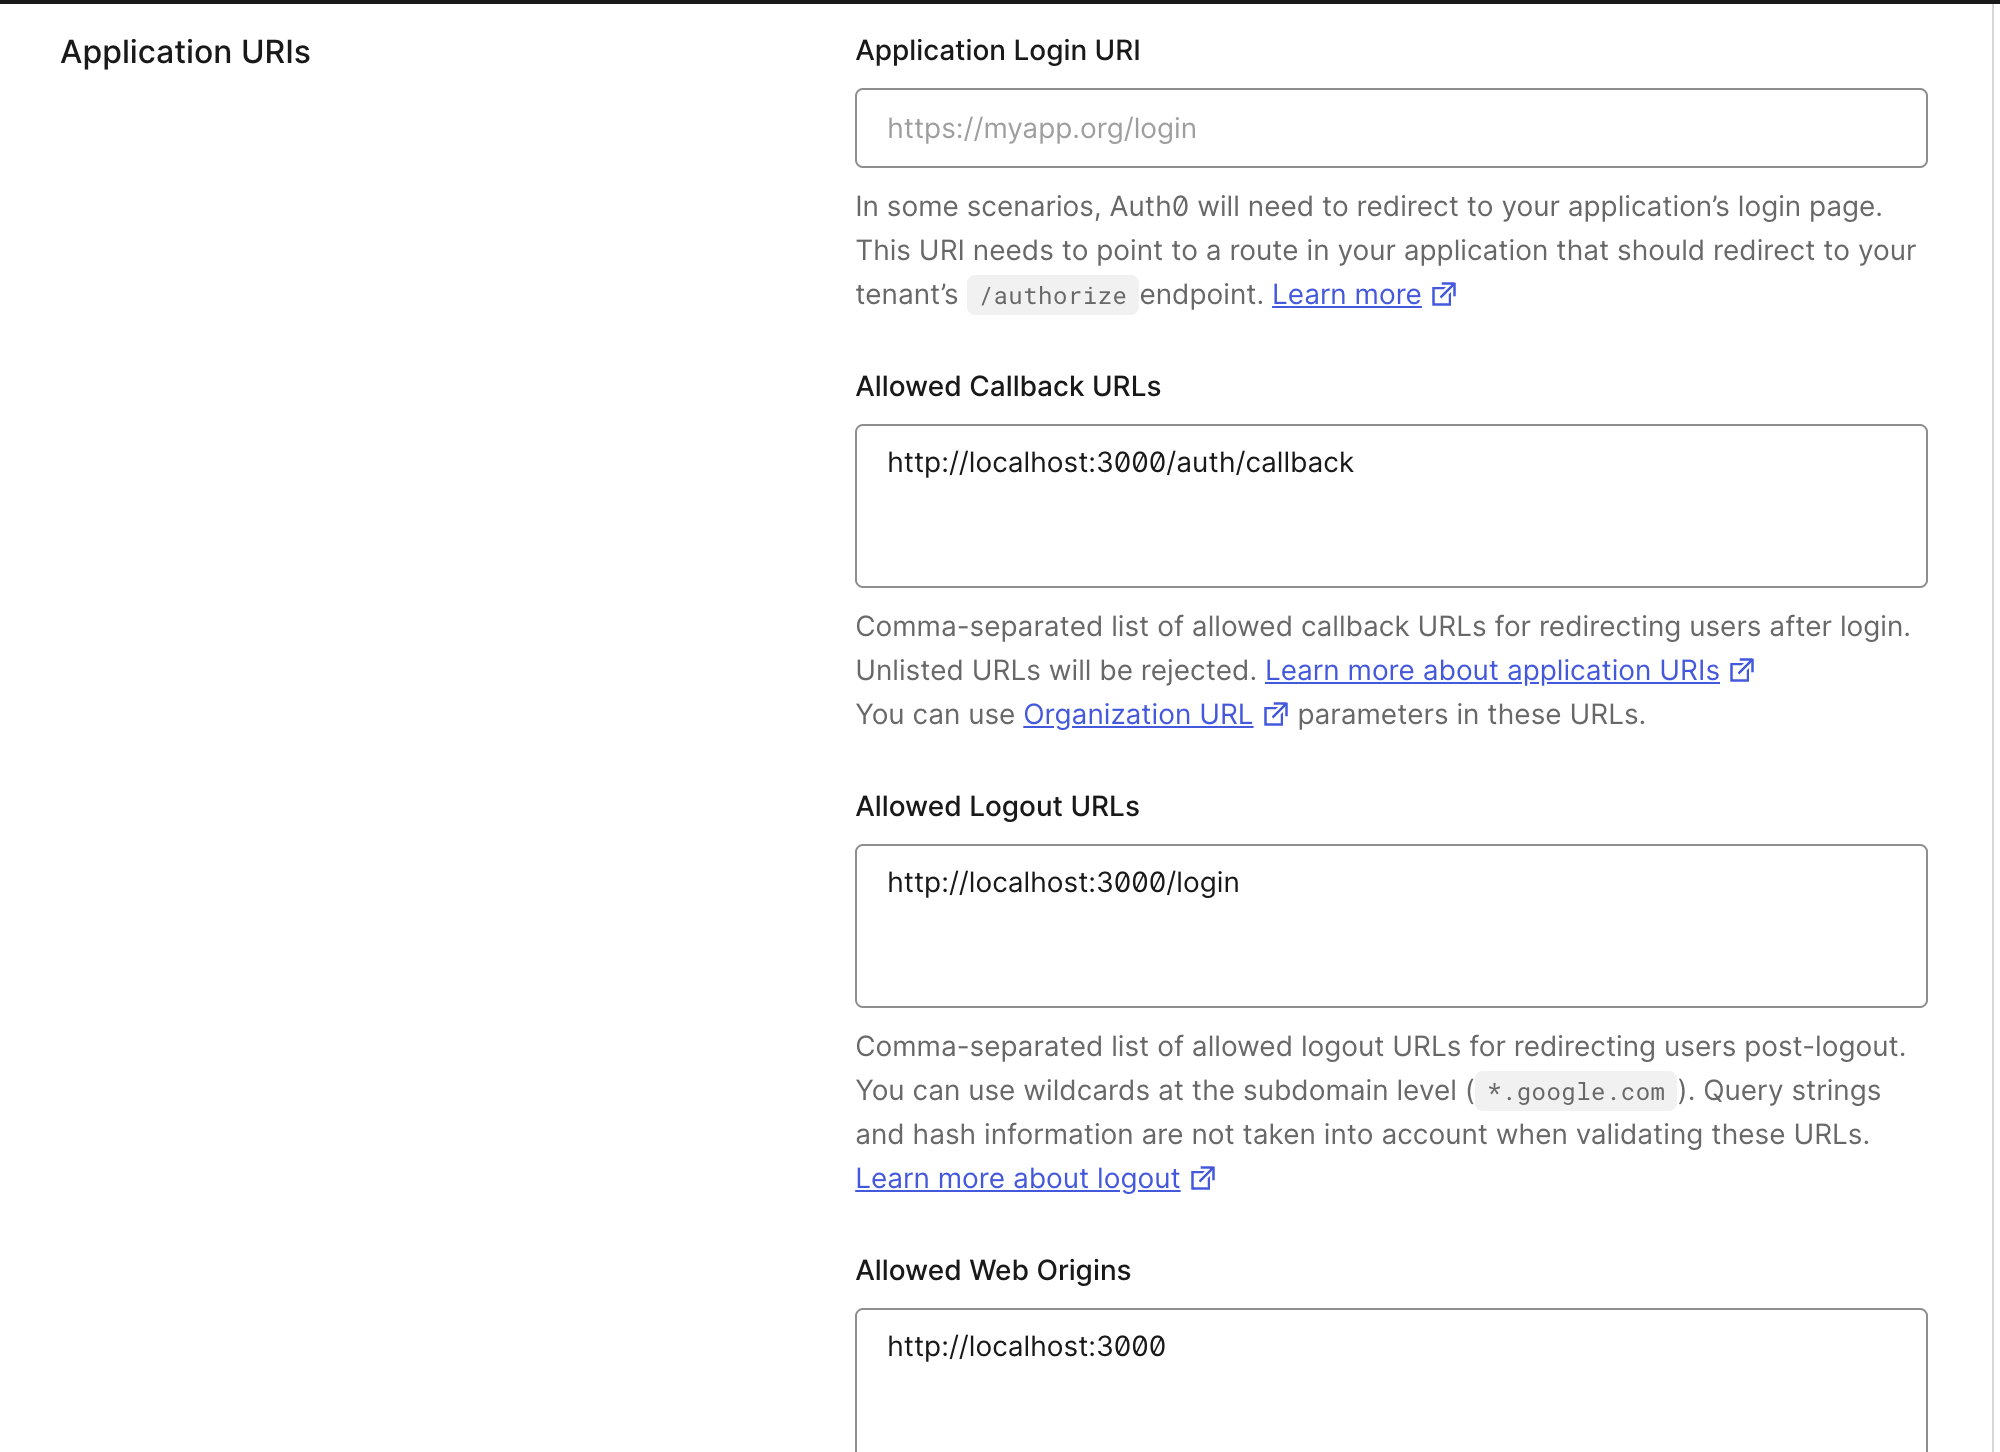 Application URIs
Application Login URI
https://myapp.org/login
In some scenarios, Auth0 will need to redirect to your application’s login page.
This URI needs to point to a route in your application that should redirect to your
tenant’s /authorize endpoint. Learn more
Allowed Callback URLs
http://localhost:3000/auth/callback
Comma-separated list of allowed callback URLs for redirecting users after login.
Unlisted URLs will be rejected. Learn more about application URIs
You can use Organization URL parameters in these URLs.
Allowed Logout URLs
http://localhost:3000/login
Comma-separated list of allowed logout URLs for redirecting users post-logout.
You can use wildcards at the subdomain level ( *.google.com ). Query strings
and hash information are not taken into account when validating these URLs.
Learn more about logout
Allowed Web Origins
http://localhost:3000